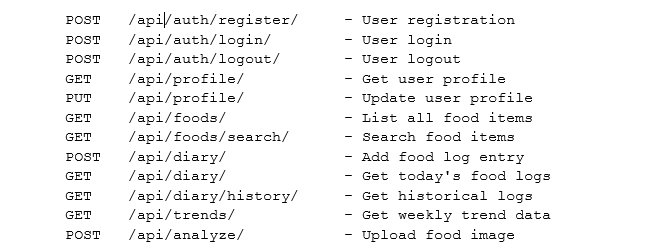 POST /api/auth/register/ - User registration
POST /api/auth/login/ - User login
POST /api/auth/logout/ - User logout
GET /api/profile/ - Get user profile
PUT /api/profile/ - Update user profile
GET /api/foods/ - List all food items
GET /api/foods/search/ - Search food items
POST /api/diary/ - Add food log entry
GET /api/diary/ - Get today's food logs
GET /api/diary/history/ - Get historical logs
GET /api/trends/ - Get weekly trend data
POST /api/analyze/ - Upload food image